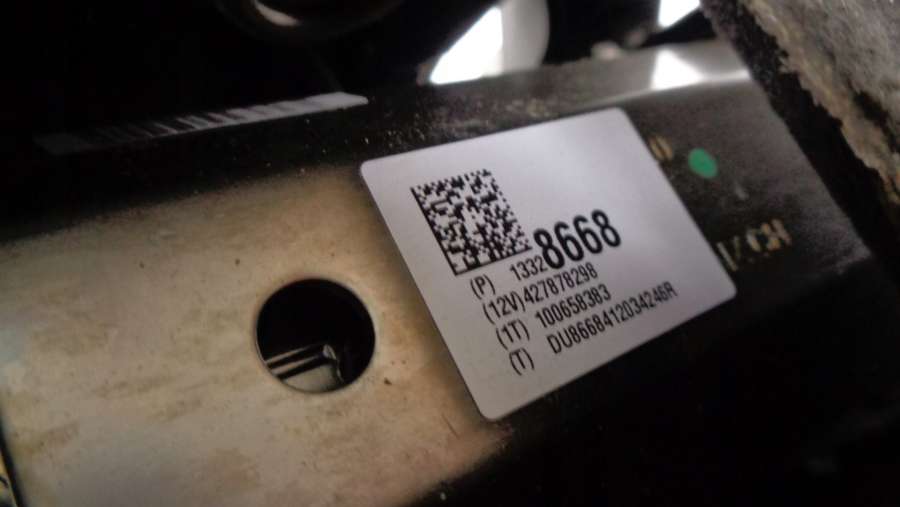 (P) 13328668
(12V) 427878298
(1T) 100658383
(T) DU8668412034246R